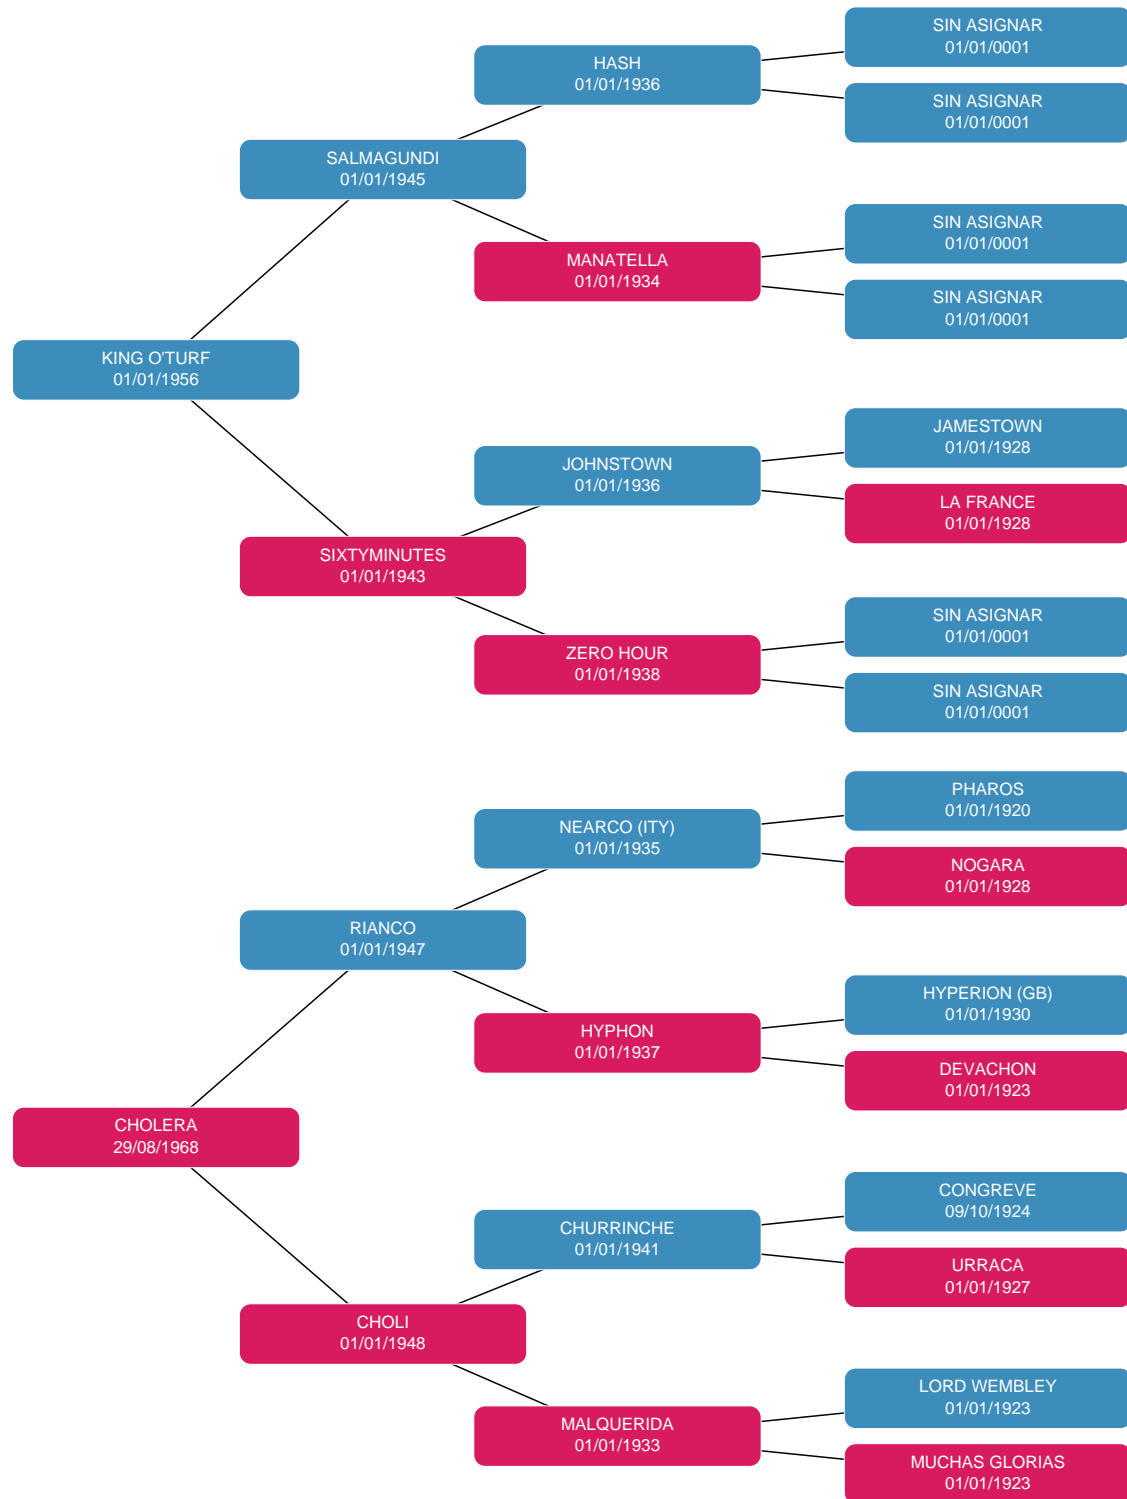 SIN ASIGNAR
01/01/0001
HASH
01/01/1936
SIN ASIGNAR
01/01/0001
SALMAGUNDI
01/01/1945
SIN ASIGNAR
01/01/0001
MANATELLA
01/01/1934
SIN ASIGNAR
01/01/0001
KING O'TURF
01/01/1956
JAMESTOWN
01/01/1928
JOHNSTOWN
01/01/1936
LA FRANCE
01/01/1928
SIXTYMINUTES
01/01/1943
SIN ASIGNAR
01/01/0001
ZERO HOUR
01/01/1938
SIN ASIGNAR
01/01/0001
PHAROS
01/01/1920
NEARCO (ITY)
01/01/1935
NOGARA
01/01/1928
RIANCO
01/01/1947
HYPERION (GB)
01/01/1930
HYPHON
01/01/1937
DEVACHON
01/01/1923
CHOLERA
29/08/1968
CONGREVE
09/10/1924
CHURRINCHE
01/01/1941
URRACA
01/01/1927
CHOLI
01/01/1948
LORD WEMBLEY
01/01/1923
MALQUERIDA
01/01/1933
MUCHAS GLORIAS
01/01/1923